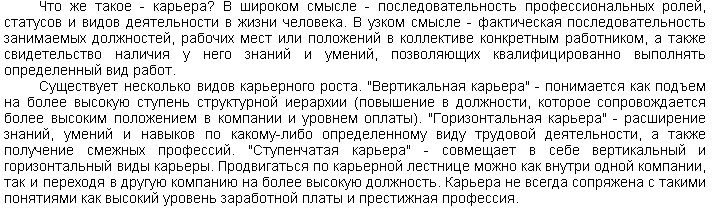 Что же такое - карьера? В широком смысле - последовательность профессиональных ролей,
статусов и видов деятельности в жизни человека. В узком смысле - фактическая последовательность
занимаемых должностей, рабочих мест или положений в коллективе конкретным работником, а также
свидетельство наличия у него знаний и умений, позволяющих квалифицированно выполнять
определенный вид работ.
Существует несколько видов карьерного роста. "Вертикальная карьера" - понимается как подъем
на более высокую ступень структурной иерархии (повышение в должности, которое сопровождается
более высоким положением в компании и уровнем оплаты). "Горизонтальная карьера" - расширение
знаний, умений и навыков по какому-либо определенному виду трудовой деятельности, а также
получение смежных профессий. "Ступенчатая карьера" - совмещает в себе вертикальный и
горизонтальный виды карьеры. Продвигаться по карьерной лестнице можно как внутри одной компании,
так и переходя в другую компанию на более высокую должность. Карьера не всегда сопряжена с такими
понятиями как высокий уровень заработной платы и престижная профессия.